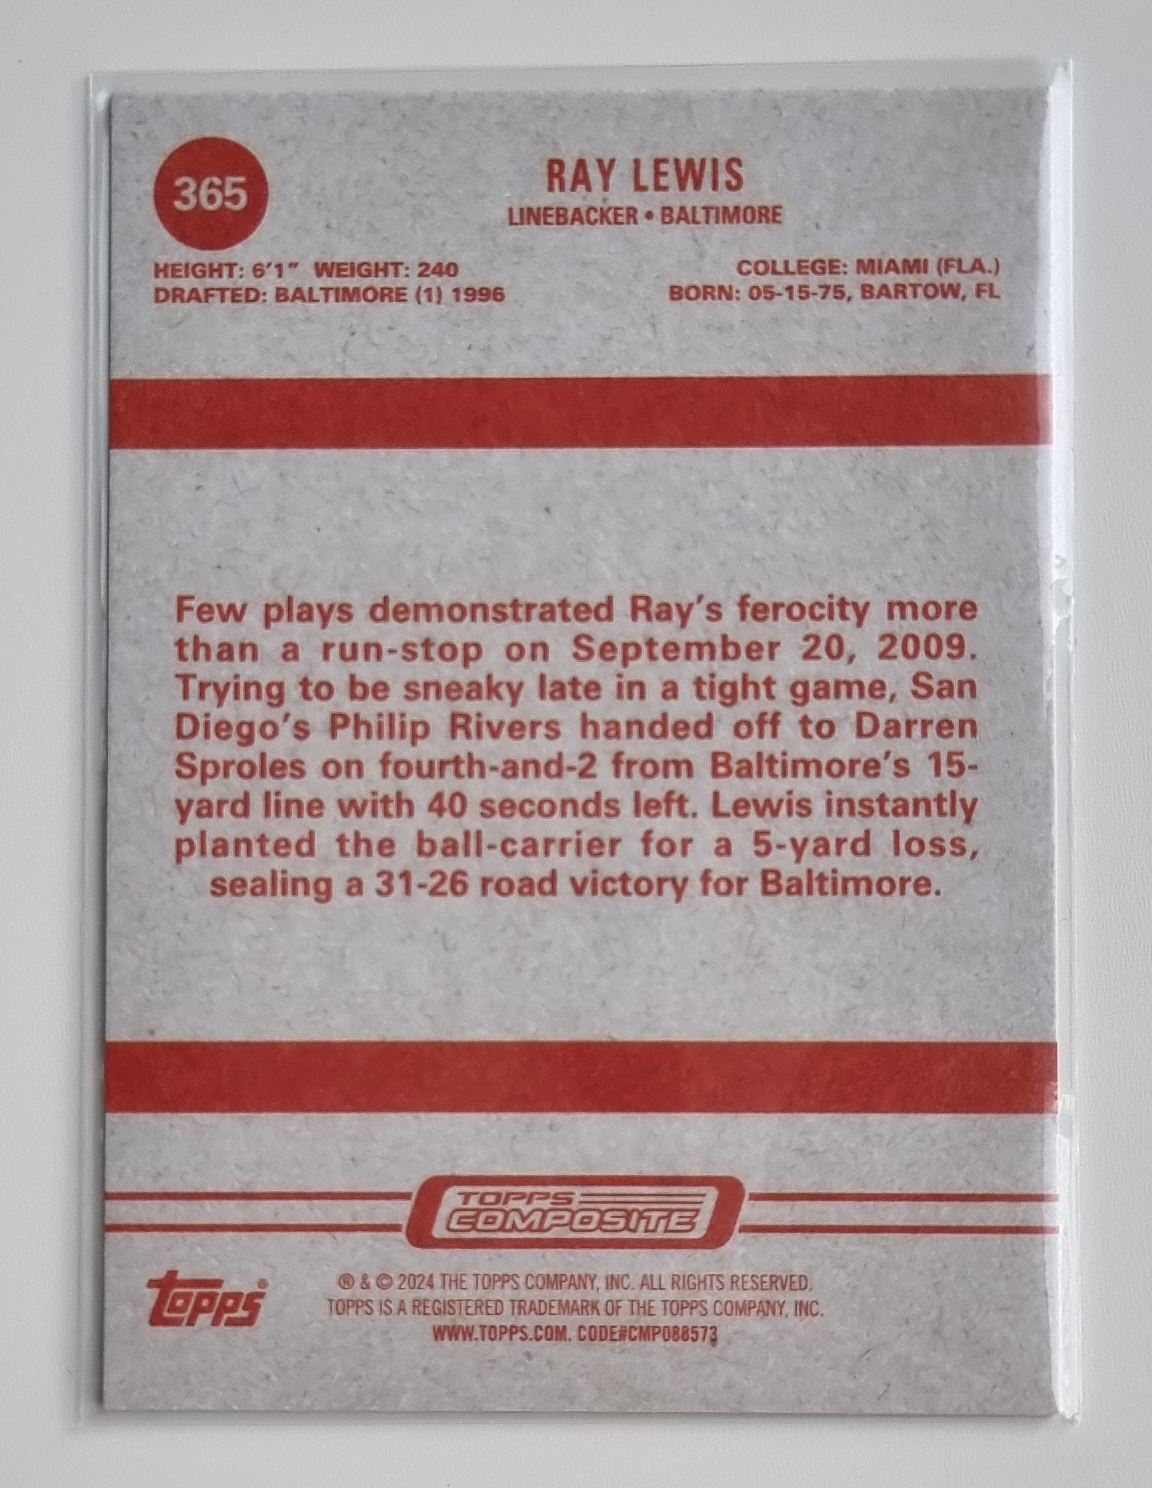 365
RAY LEWIS
LINEBACKER • BALTIMORE
HEIGHT: 6'1" WEIGHT: 240
DRAFTED: BALTIMORE (1) 1996
COLLEGE: MIAMI (FLA.)
BORN: 05-15-75, BARTOW, FL
Few plays demonstrated Ray's ferocity more
than a run-stop on September 20, 2009.
Trying to be sneaky late in a tight game, San
Diego's Philip Rivers handed off to Darren
Sproles on fourth-and-2 from Baltimore's 15-
yard line with 40 seconds left. Lewis instantly
planted the ball-carrier for a 5-yard loss,
sealing a 31-26 road victory for Baltimore.
TOPPS
COMPOSITE
topps®
® & © 2024 THE TOPPS COMPANY, INC. ALL RIGHTS RESERVED.
TOPPS IS A REGISTERED TRADEMARK OF THE TOPPS COMPANY, INC.
WWW.TOPPS.COM. CODE#CMP088573